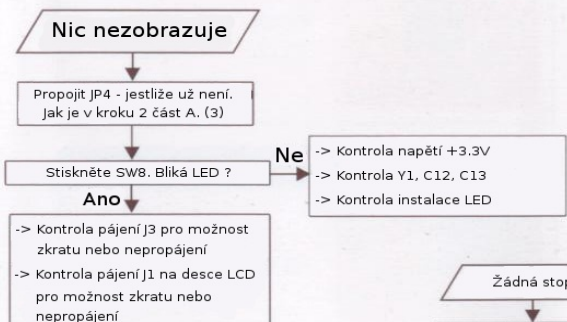 Nic nezobrazuje
Propojit JP4 - jestliže už není.
Jak je v kroku 2 část A. (3)
Stiskněte SW8. Bliká LED ?
Ne
-> Kontrola napětí +3.3V
-> Kontrola Y1, C12, C13
-> Kontrola instalace LED
Ano
-> Kontrola pájení J3 pro možnost
zkratu nebo nepropájení
-> Kontrola pájení J1 na desce LCD
pro možnost zkratu nebo
nepropájení
Žádná